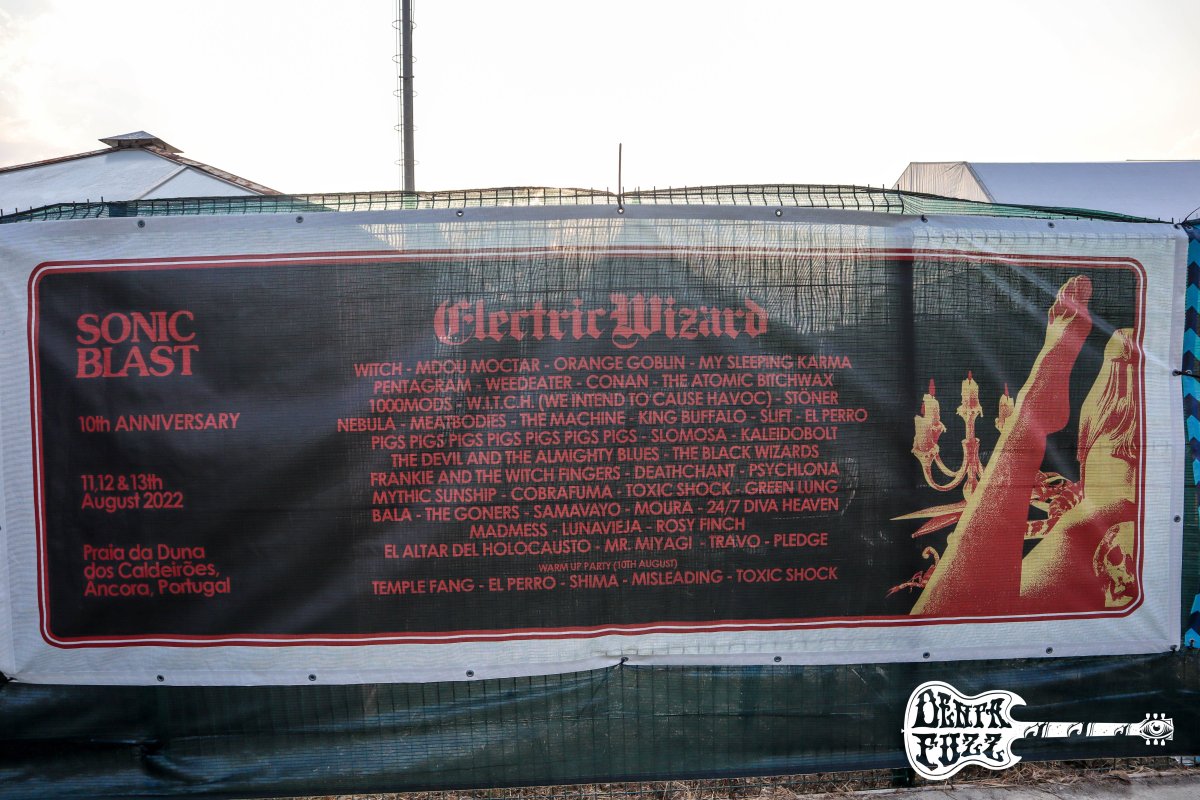 SONIC
BLAST
10th ANNIVERSARY
11,12 & 13th
August 2022
Praia da Duna
dos Caldeirões,
Âncora, Portugal
Electric Wizard
WITCH - MDOU MOCTAR - ORANGE GOBLIN - MY SLEEPING KARMA
PENTAGRAM - WEEDEATER - CONAN - THE ATOMIC BITCHWAX
1000MODS - W.I.T.C.H. (WE INTEND TO CAUSE HAVOC) - STÖNER
NEBULA - MEATBODIES - THE MACHINE - KING BUFFALO - SLIFT - EL PERRO
PIGS PIGS PIGS PIGS PIGS PIGS PIGS - SLOMOSA - KALEIDOBOLT
THE DEVIL AND THE ALMIGHTY BLUES - THE BLACK WIZARDS
FRANKIE AND THE WITCH FINGERS - DEATHCHANT - PSYCHLONA
MYTHIC SUNSHIP - COBRAFUMA - TOXIC SHOCK - GREEN LUNG
BALA - THE GONERS - SAMAVAYO - MOURA - 24/7 DIVA HEAVEN
MADMESS - LUNAVIEJA - ROSY FINCH
EL ALTAR DEL HOLOCAUSTO - MR. MIYAGI - TRAVO - PLEDGE
WARM UP PARTY (10TH AUGUST)
TEMPLE FANG - EL PERRO - SHIMA - MISLEADING - TOXIC SHOCK
DENPA
FUZZ